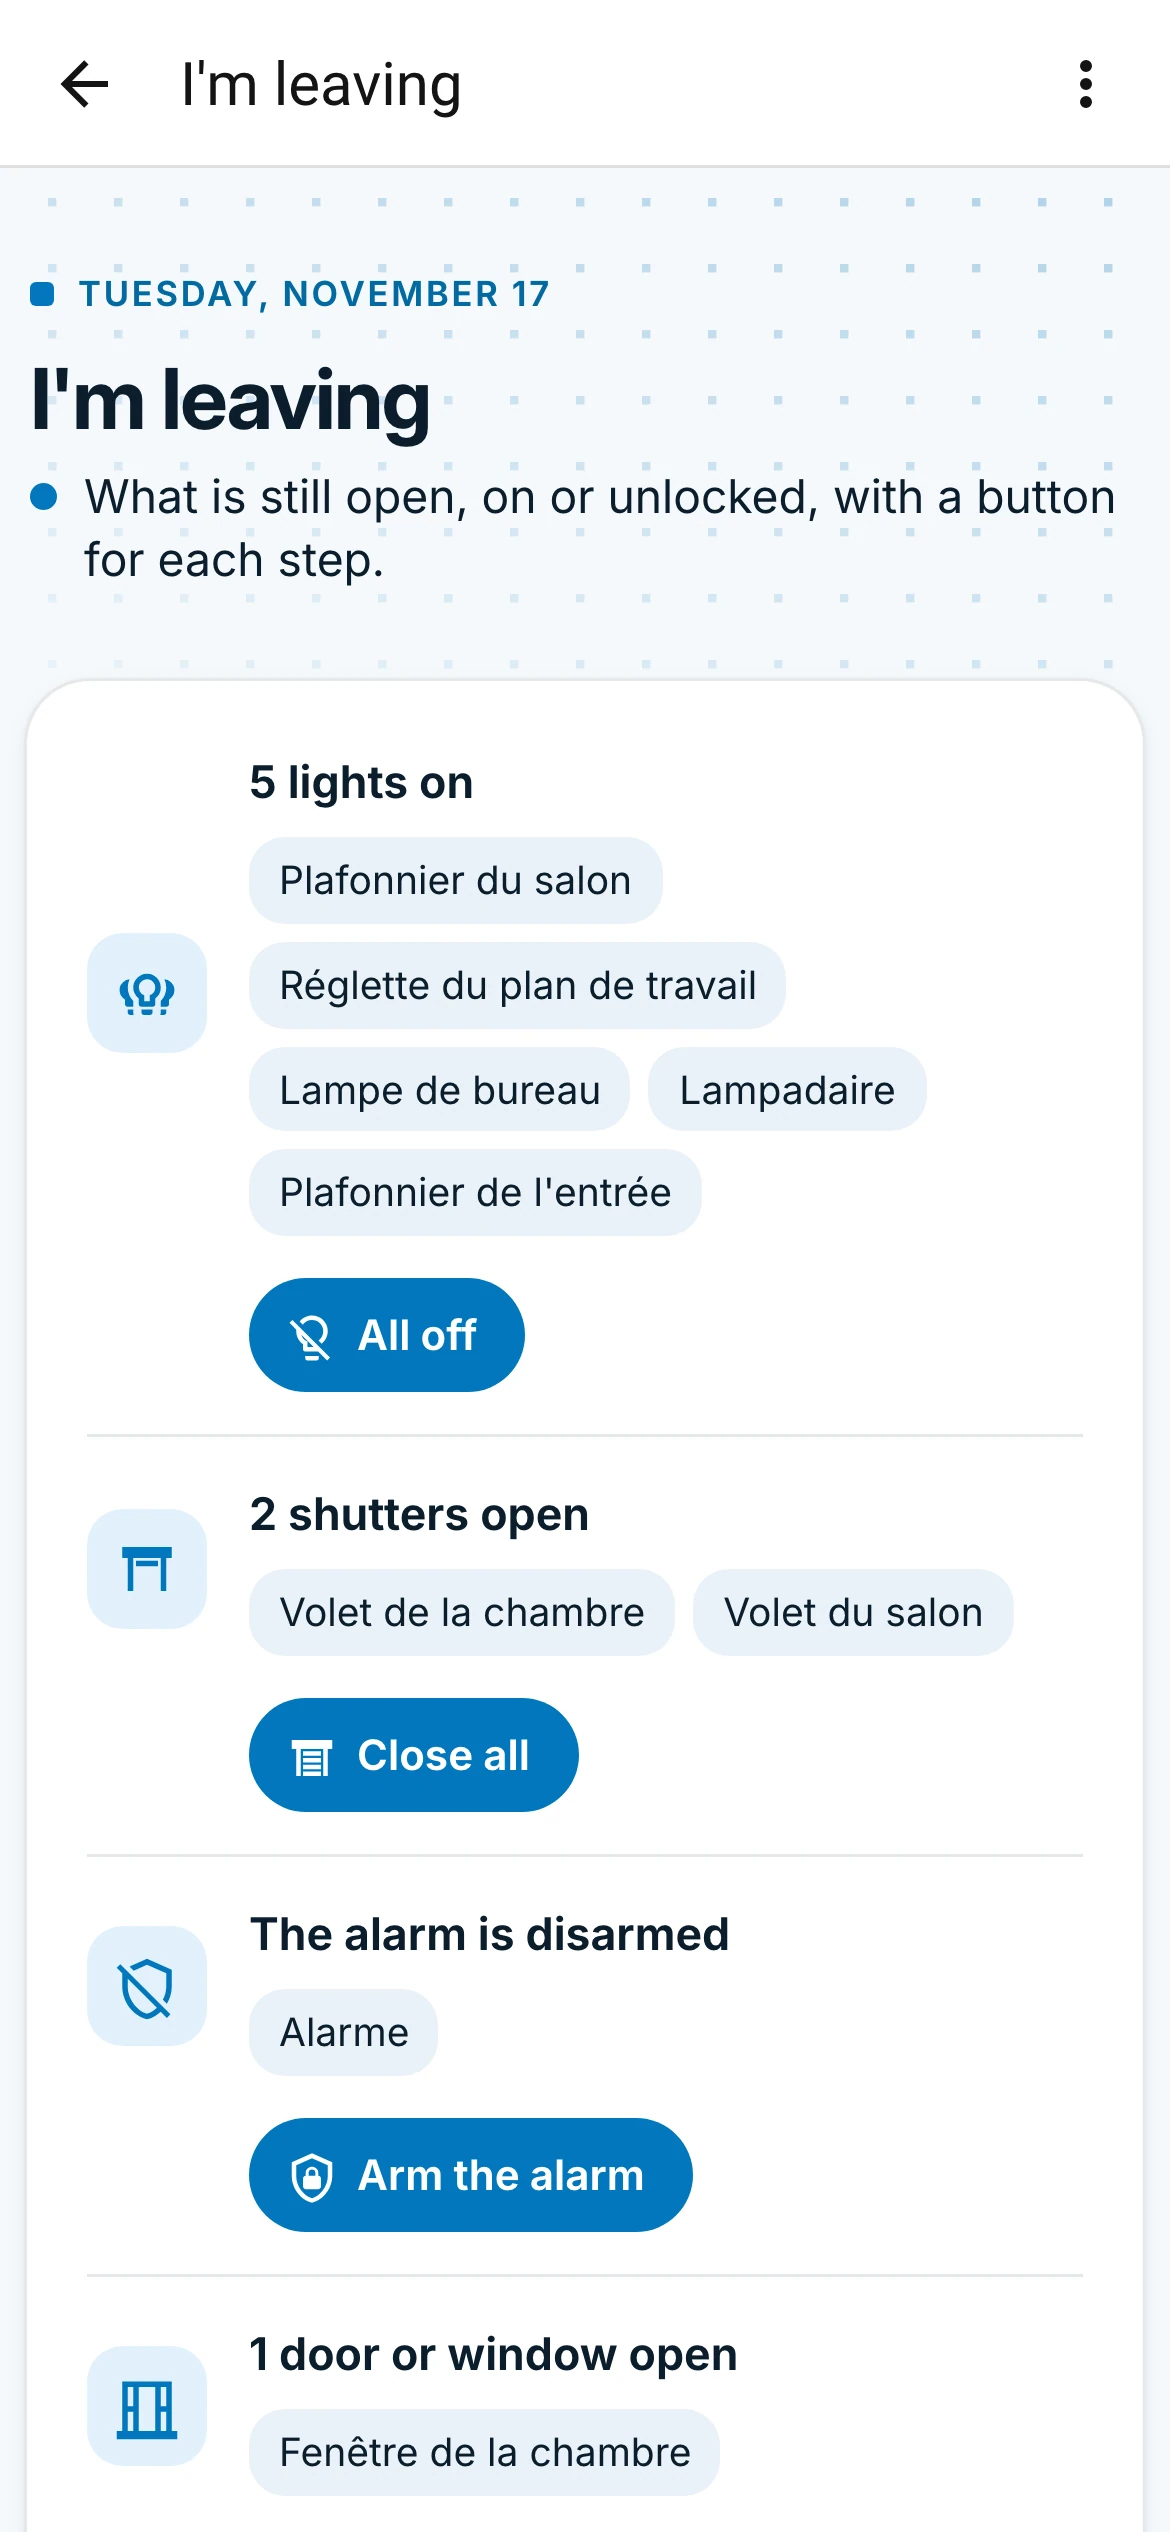 I'm leaving
TUESDAY, NOVEMBER 17
I'm leaving
What is still open, on or unlocked, with a button
for each step.
5 lights on
Plafonnier du salon
Réglette du plan de travail
Lampe de bureau
Lampadaire
Plafonnier de l'entrée
All off
2 shutters open
Volet de la chambre
Volet du salon
Close all
The alarm is disarmed
Alarme
Arm the alarm
1 door or window open
Fenêtre de la chambre